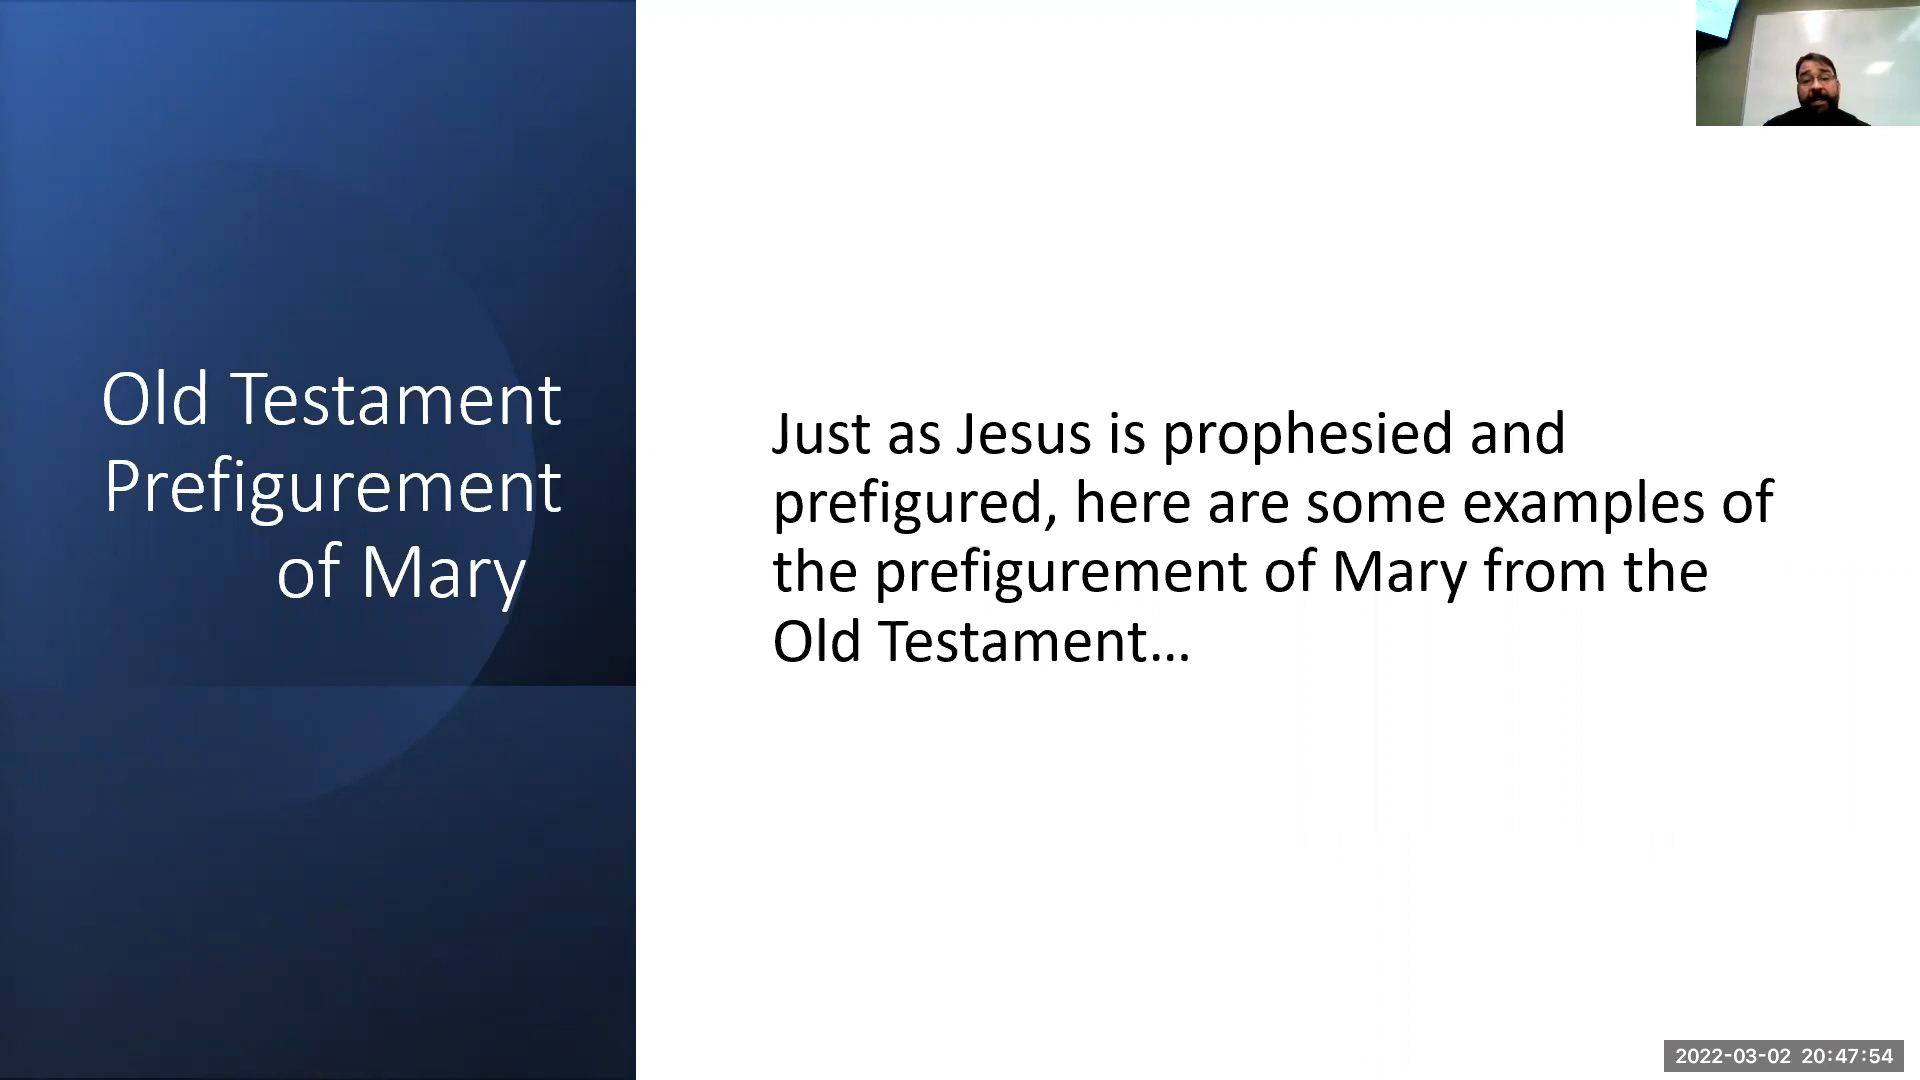 Old Testament
Prefigurement
of Mary
Just as Jesus is prophesied and
prefigured, here are some examples of
the prefigurement of Mary from the
Old Testament…
2022-03-02 20:47:54